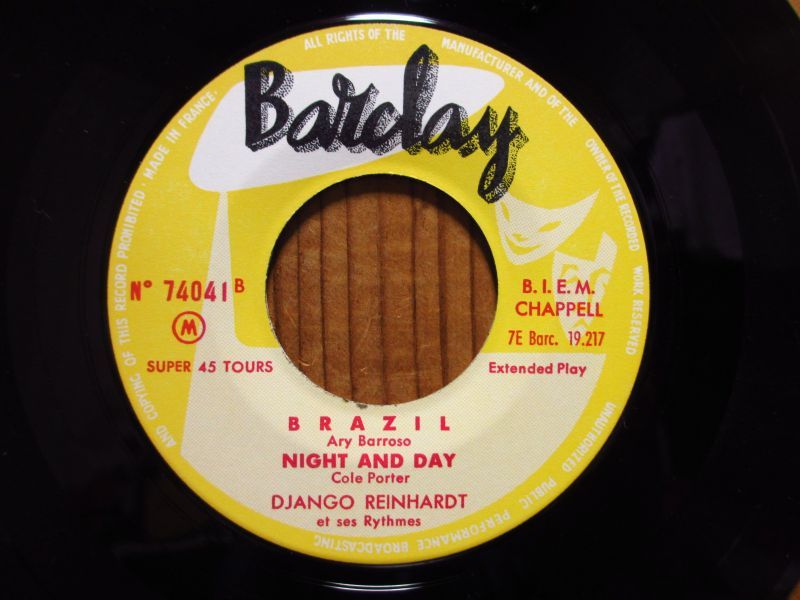 ALL RIGHTS OF THE MANUFACTURER AND OF THE OWNER OF THE RECORDED WORK RESERVED
UNAUTHORIZED PUBLIC PERFORMANCE BROADCASTING
AND COPYING OF THIS RECORD PROHIBITED · MADE IN FRANCE ·
Barclay
N° 74041 B
M
SUPER 45 TOURS
B. I. E. M.
CHAPPELL
7E Barc. 19.217
Extended Play
BRAZIL
Ary Barroso
NIGHT AND DAY
Cole Porter
DJANGO REINHARDT
et ses Rythmes